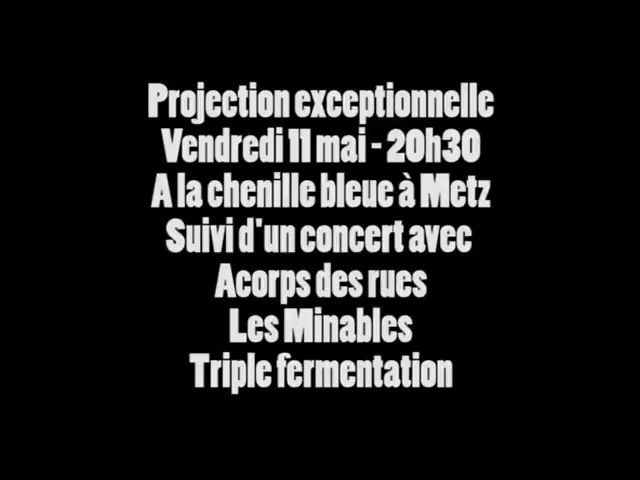 Projection exceptionnelle
Vendredi 11 mai - 20h30
A la chenille bleue à Metz
Suivi d'un concert avec
Acorps des rues
Les Minables
Triple fermentation